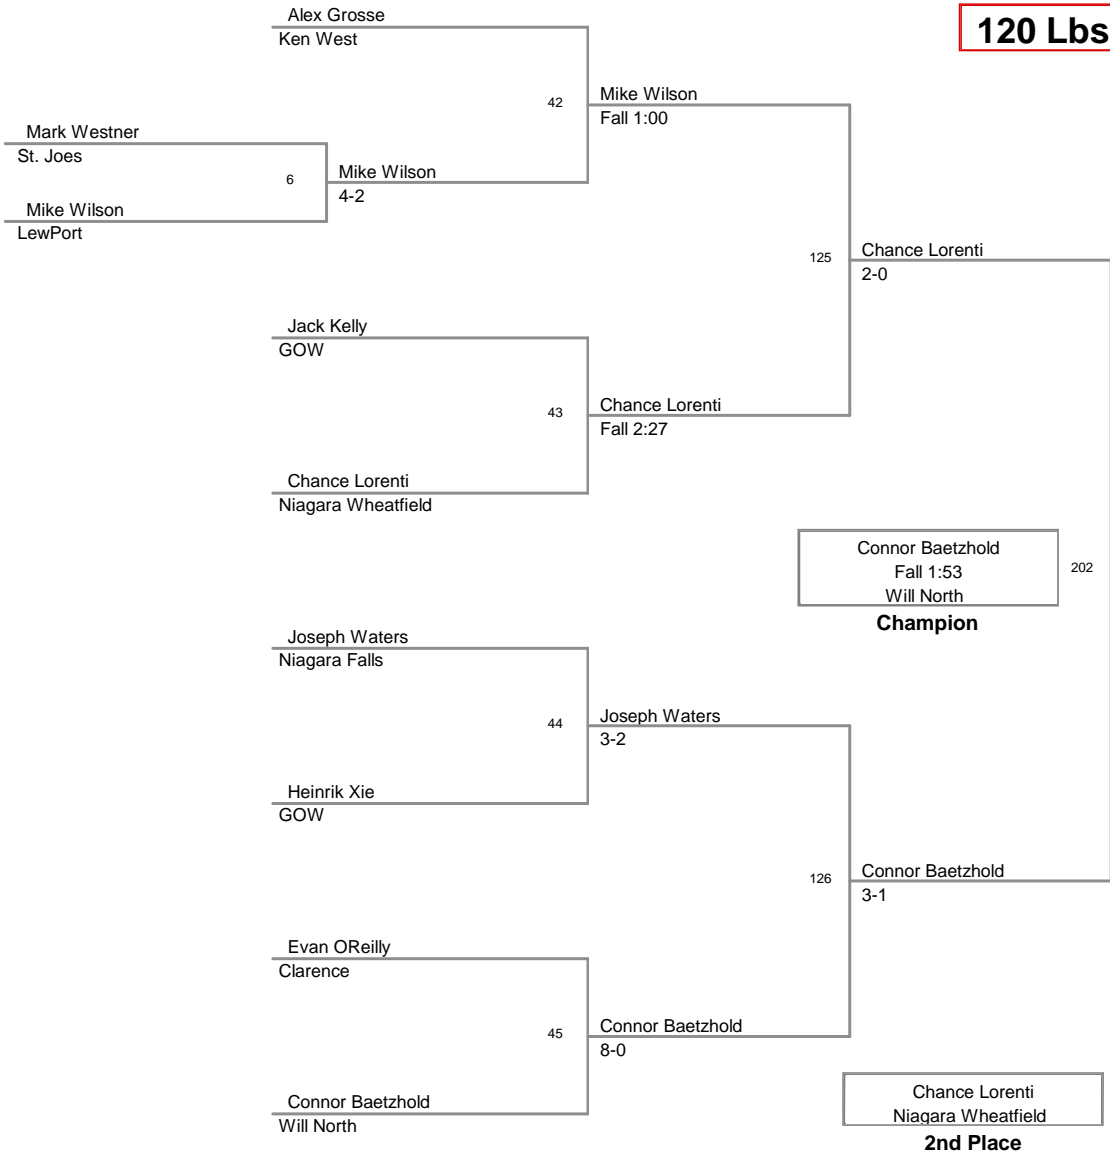 Alex Grosse
Ken West
120 Lbs
42
Mike Wilson
Fall 1:00
Mark Westner
St. Joes
6
Mike Wilson
4-2
Mike Wilson
LewPort
125
Chance Lorenti
2-0
Jack Kelly
GOW
43
Chance Lorenti
Fall 2:27
Chance Lorenti
Niagara Wheatfield
Connor Baetzhold
Fall 1:53
Will North
202
Champion
Joseph Waters
Niagara Falls
44
Joseph Waters
3-2
Heinrik Xie
GOW
126
Connor Baetzhold
3-1
Evan OReilly
Clarence
45
Connor Baetzhold
8-0
Connor Baetzhold
Will North
Chance Lorenti
Niagara Wheatfield
2nd Place